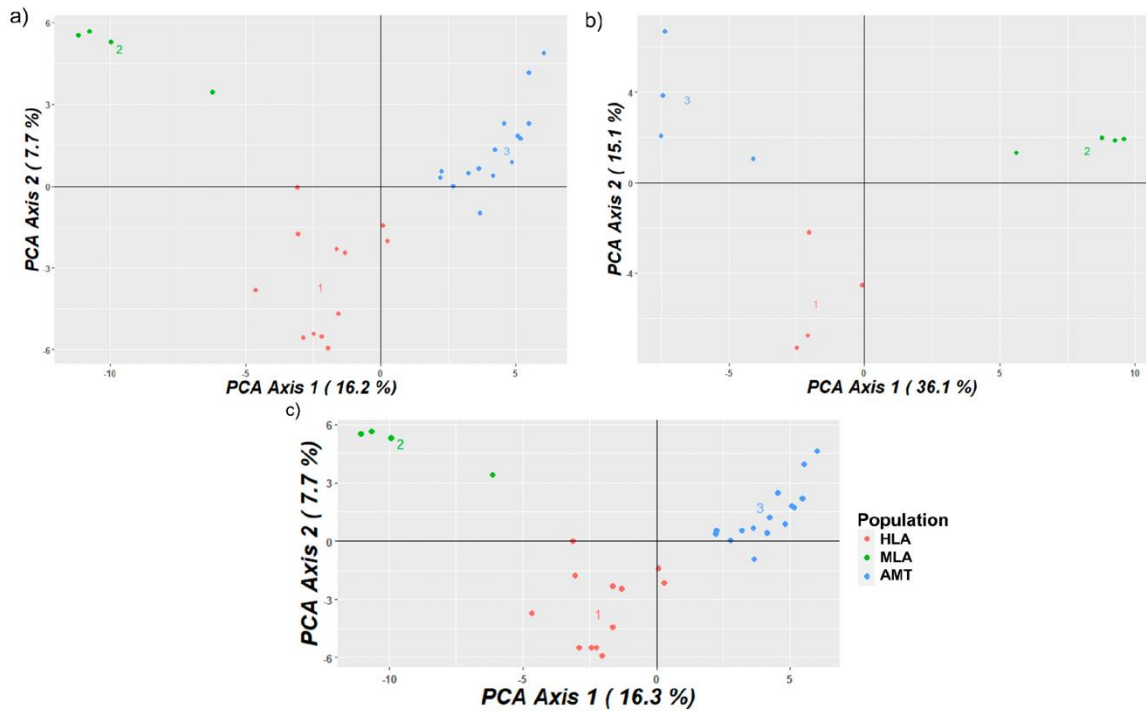 a)
6
3
0
-3
-6
2
3
1
-10
-5
0
5
PCA Axis 2 ( 7.7 %)
PCA Axis 1 ( 16.2 %)
b)
4
0
-4
3
2
1
-5
0
5
10
PCA Axis 2 ( 15.1 %)
PCA Axis 1 ( 36.1 %)
c)
6
3
0
-3
-6
2
3
1
-10
-5
0
5
PCA Axis 2 ( 7.7 %)
PCA Axis 1 ( 16.3 %)
Population
HLA
MLA
AMT